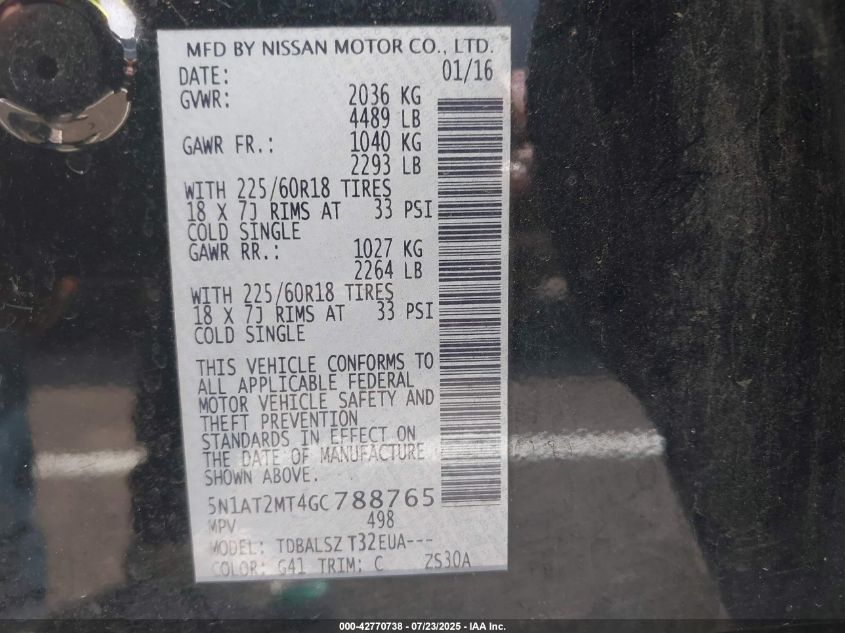 MFD BY NISSAN MOTOR CO., LTD.
DATE: 01/16
GVWR: 2036 KG
4489 LB
GAWR FR.: 1040 KG
2293 LB
WITH 225/60R18 TIRES
18 X 7J RIMS AT 33 PSI
COLD SINGLE
GAWR RR.: 1027 KG
2264 LB
WITH 225/60R18 TIRES
18 X 7J RIMS AT 33 PSI
COLD SINGLE
THIS VEHICLE CONFORMS TO
ALL APPLICABLE FEDERAL
MOTOR VEHICLE SAFETY AND
THEFT PREVENTION
STANDARDS IN EFFECT ON
THE DATE OF MANUFACTURE
SHOWN ABOVE.
5N1AT2MT4GC788765
MPV 498
MODEL: TDBALSZ T32EUA---
COLOR: G41 TRIM: C ZS30A
000-42770738 - 07/23/2025 - IAA Inc.